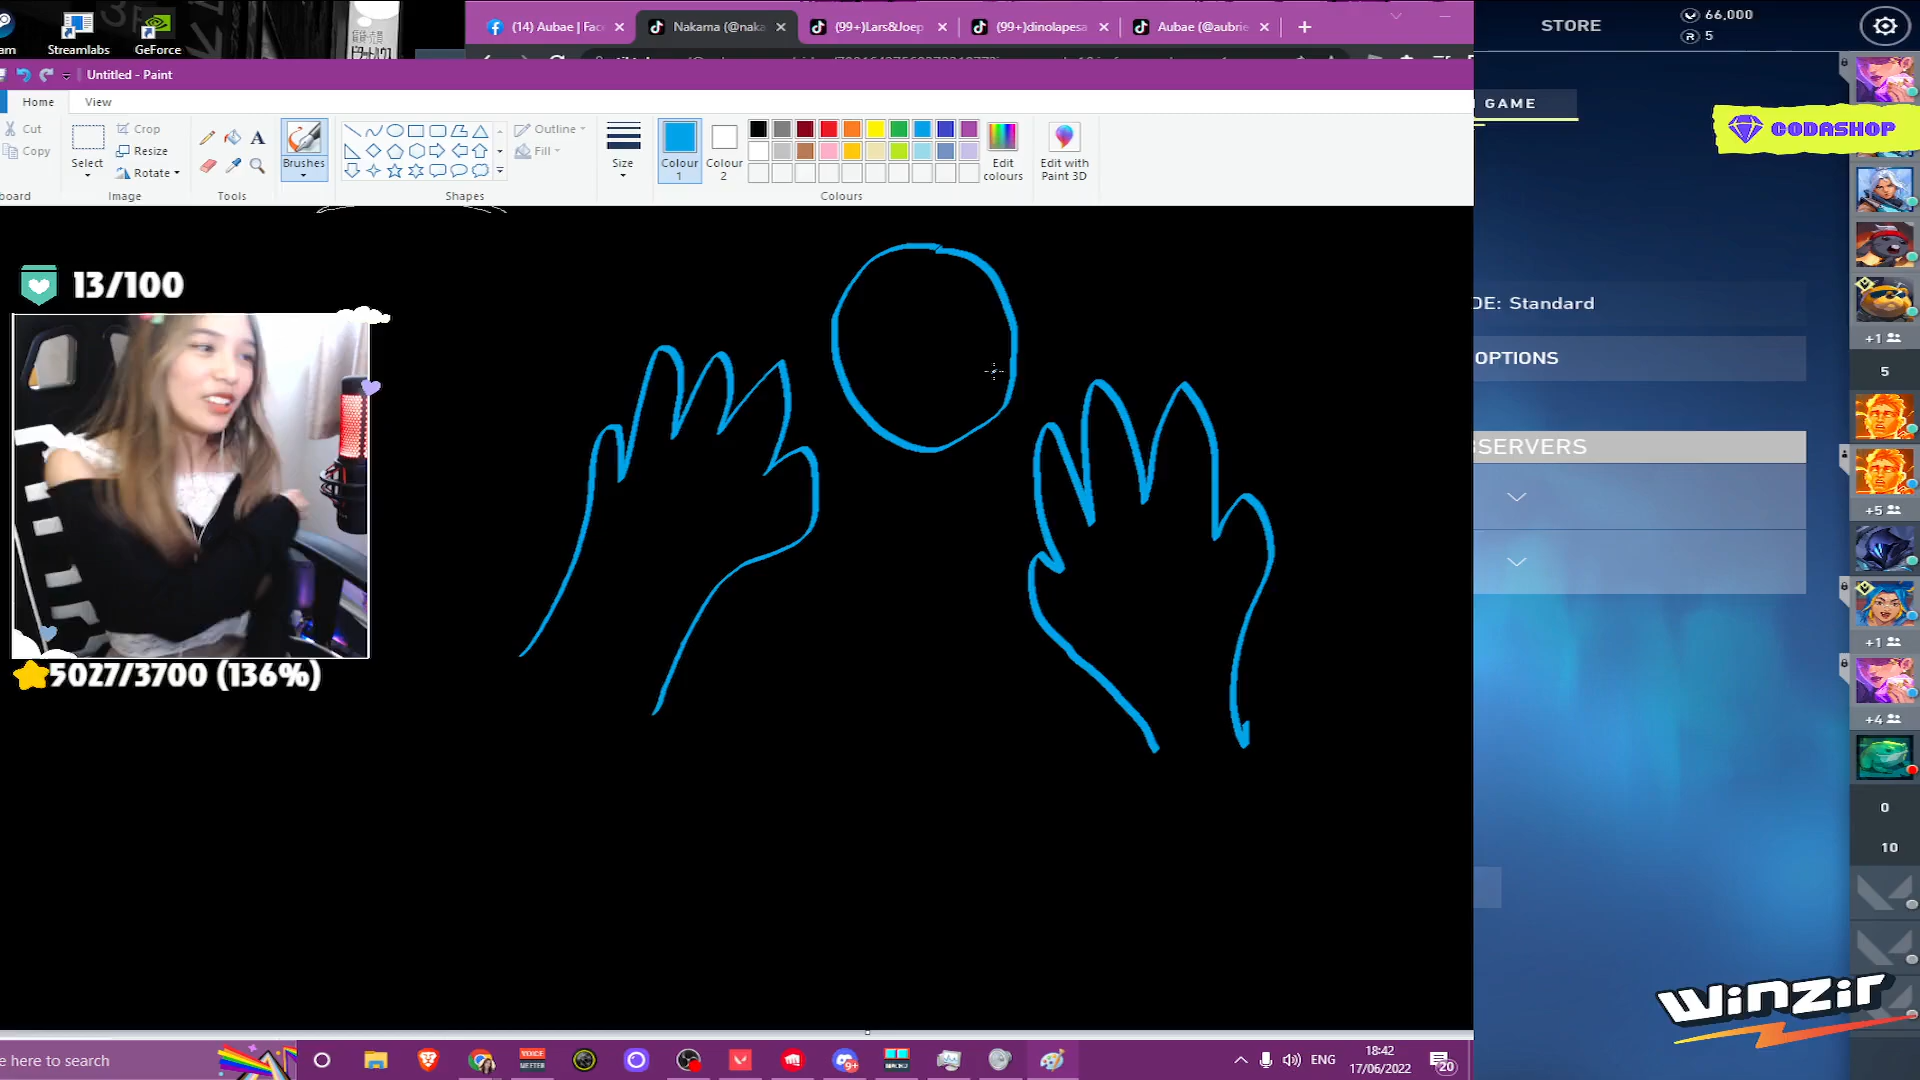 Streamlabs
GeForce
(14) Aubae | Fac
Nakama (@naka
(99+)Lars&Joep
(99+)dinolapesa
Aubae (@aubrie
STORE
66,000
R 5
Untitled - Paint
Home
View
GAME
CODASHOP
Cut
Copy
Select
Crop
Resize
Rotate
Brushes
Outline
Fill
Size
Colour 1
Colour 2
Edit colours
Edit with Paint 3D
Image
Tools
Shapes
Colours
13/100
DE: Standard
OPTIONS
SERVERS
+1
5
+5
+1
+4
0
10
5027/3700 (136%)
WINZIR
e here to search
VOICE MEETER
9+
ENG
18:42
17/06/2022
20